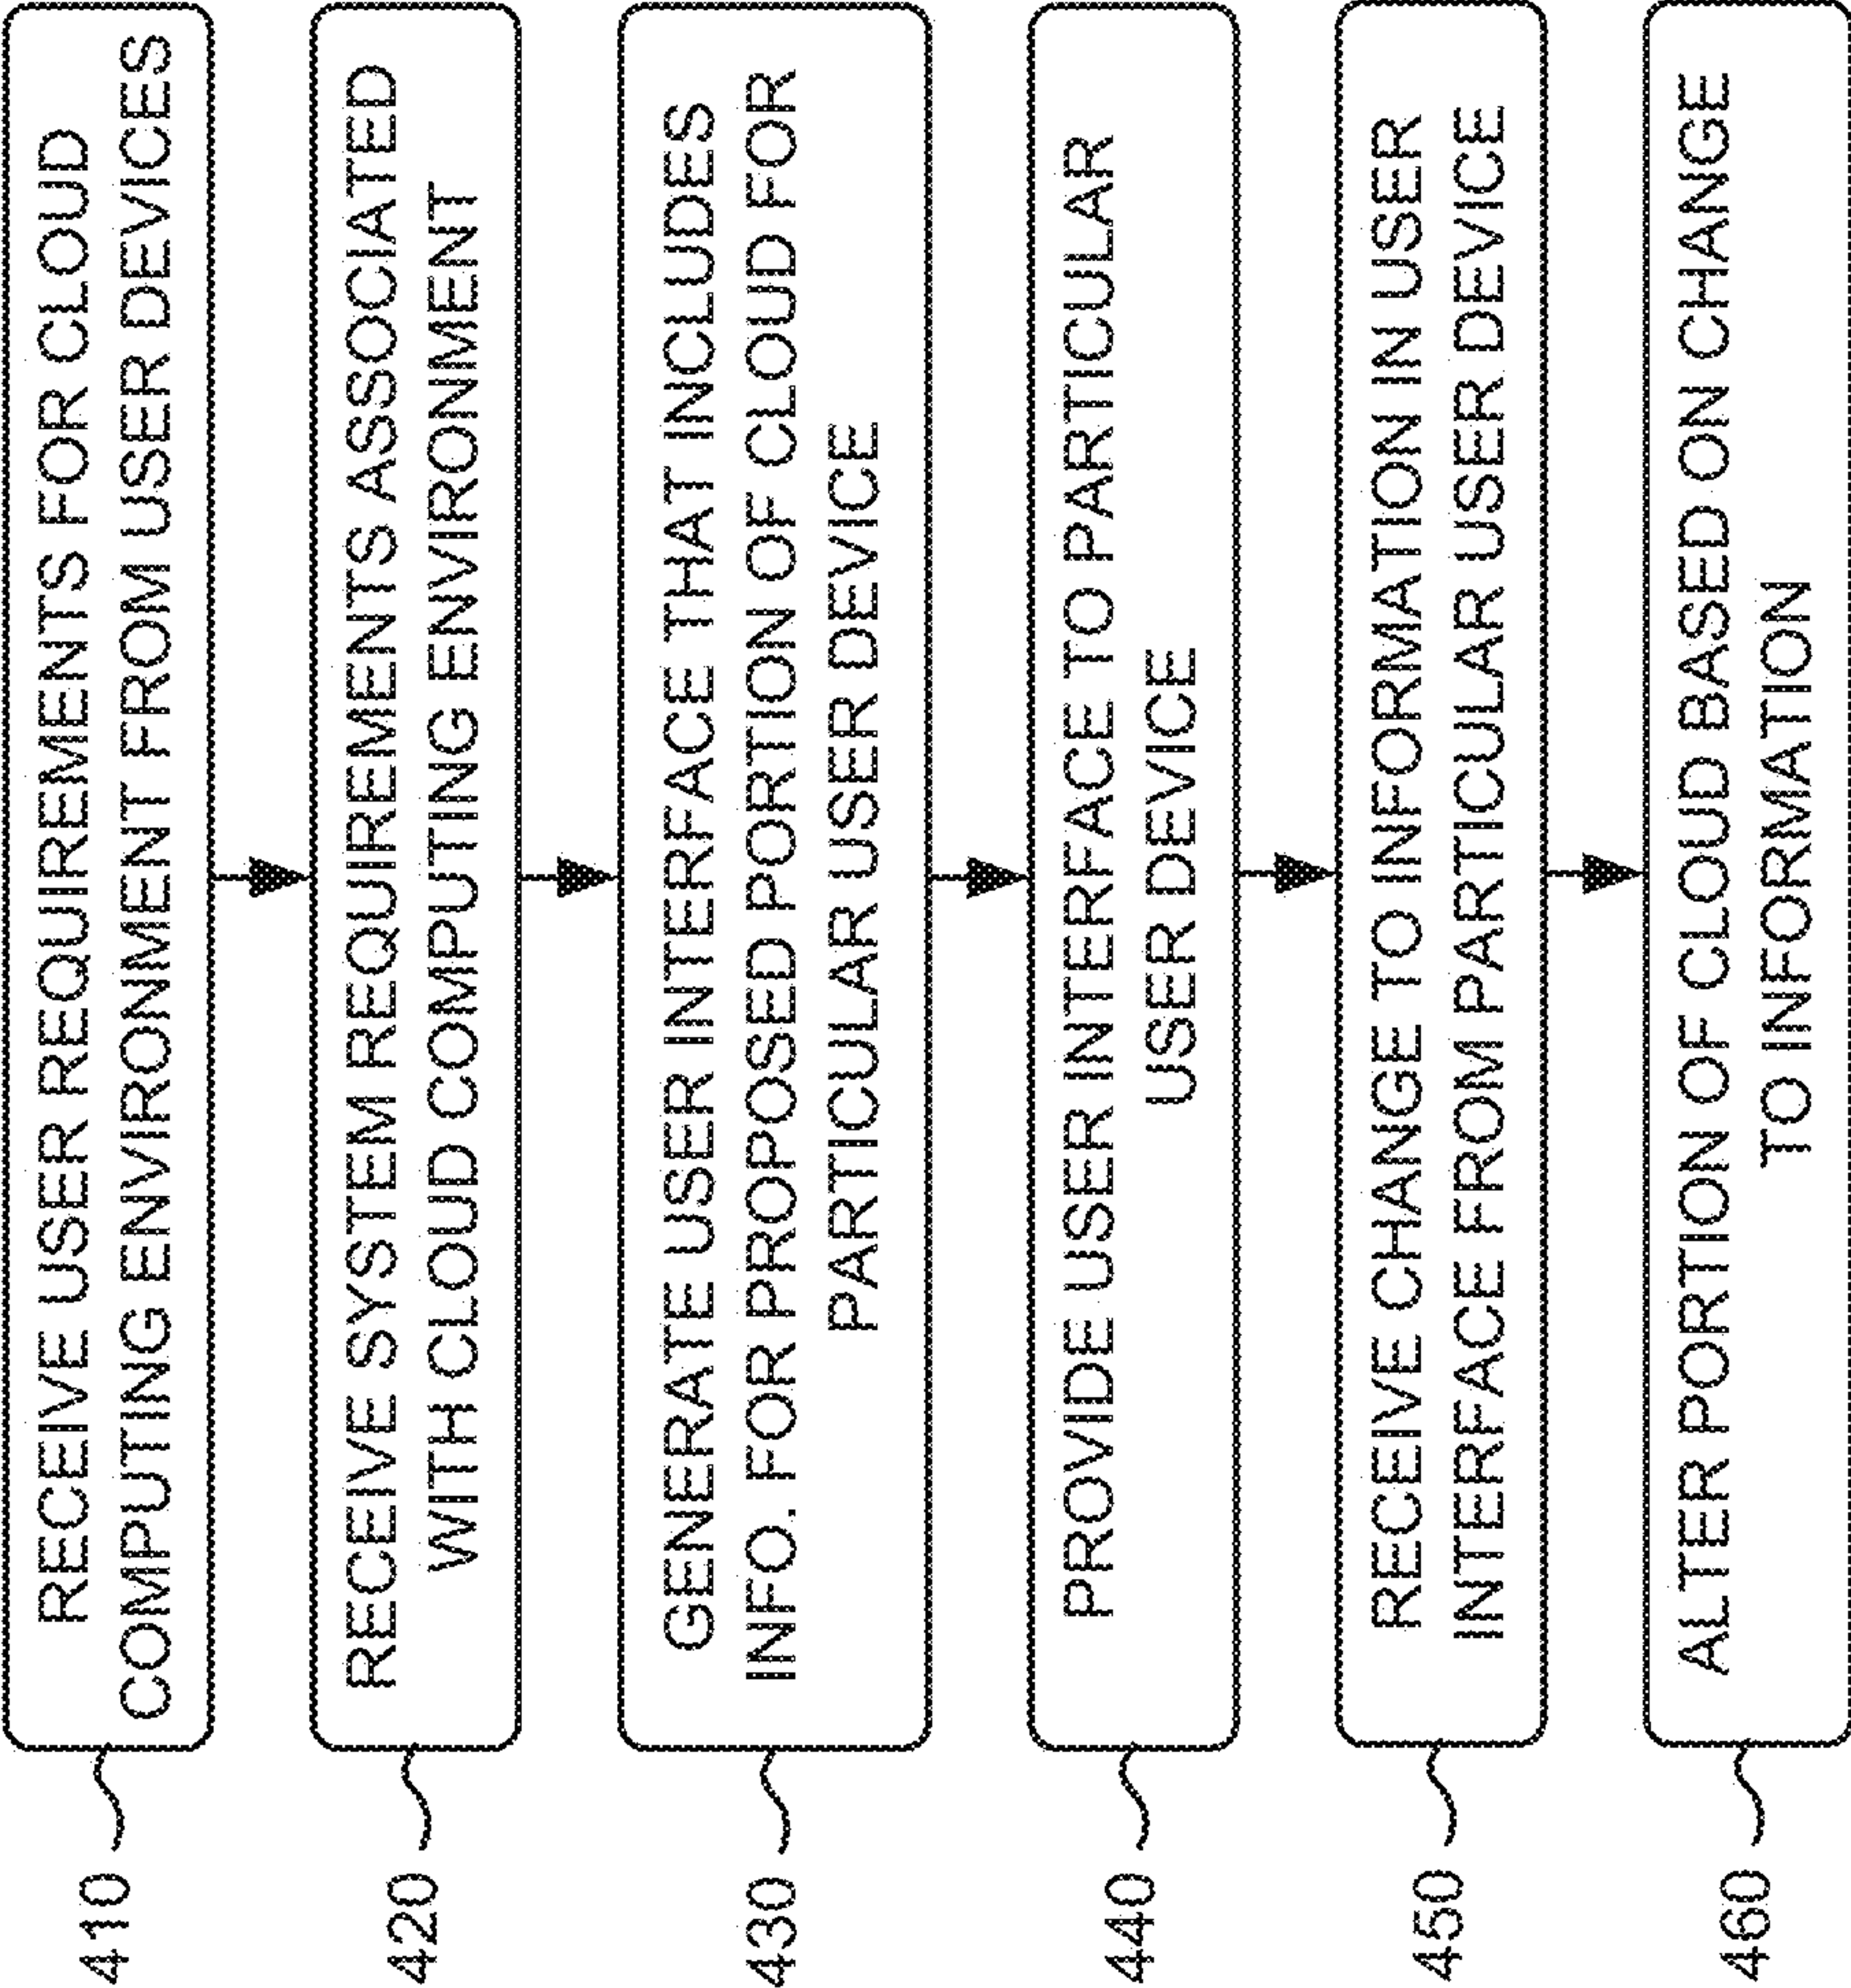 410
RECEIVE USER REQUIREMENTS FOR CLOUD
COMPUTING ENVIRONMENT FROM USER DEVICES
420
RECEIVE SYSTEM REQUIREMENTS ASSOCIATED
WITH CLOUD COMPUTING ENVIRONMENT
430
GENERATE USER INTERFACE THAT INCLUDES
INFO. FOR PROPOSED PORTION OF CLOUD FOR
PARTICULAR USER DEVICE
440
PROVIDE USER INTERFACE TO PARTICULAR
USER DEVICE
450
RECEIVE CHANGE TO INFORMATION IN USER
INTERFACE FROM PARTICULAR USER DEVICE
460
ALTER PORTION OF CLOUD BASED ON CHANGE
TO INFORMATION